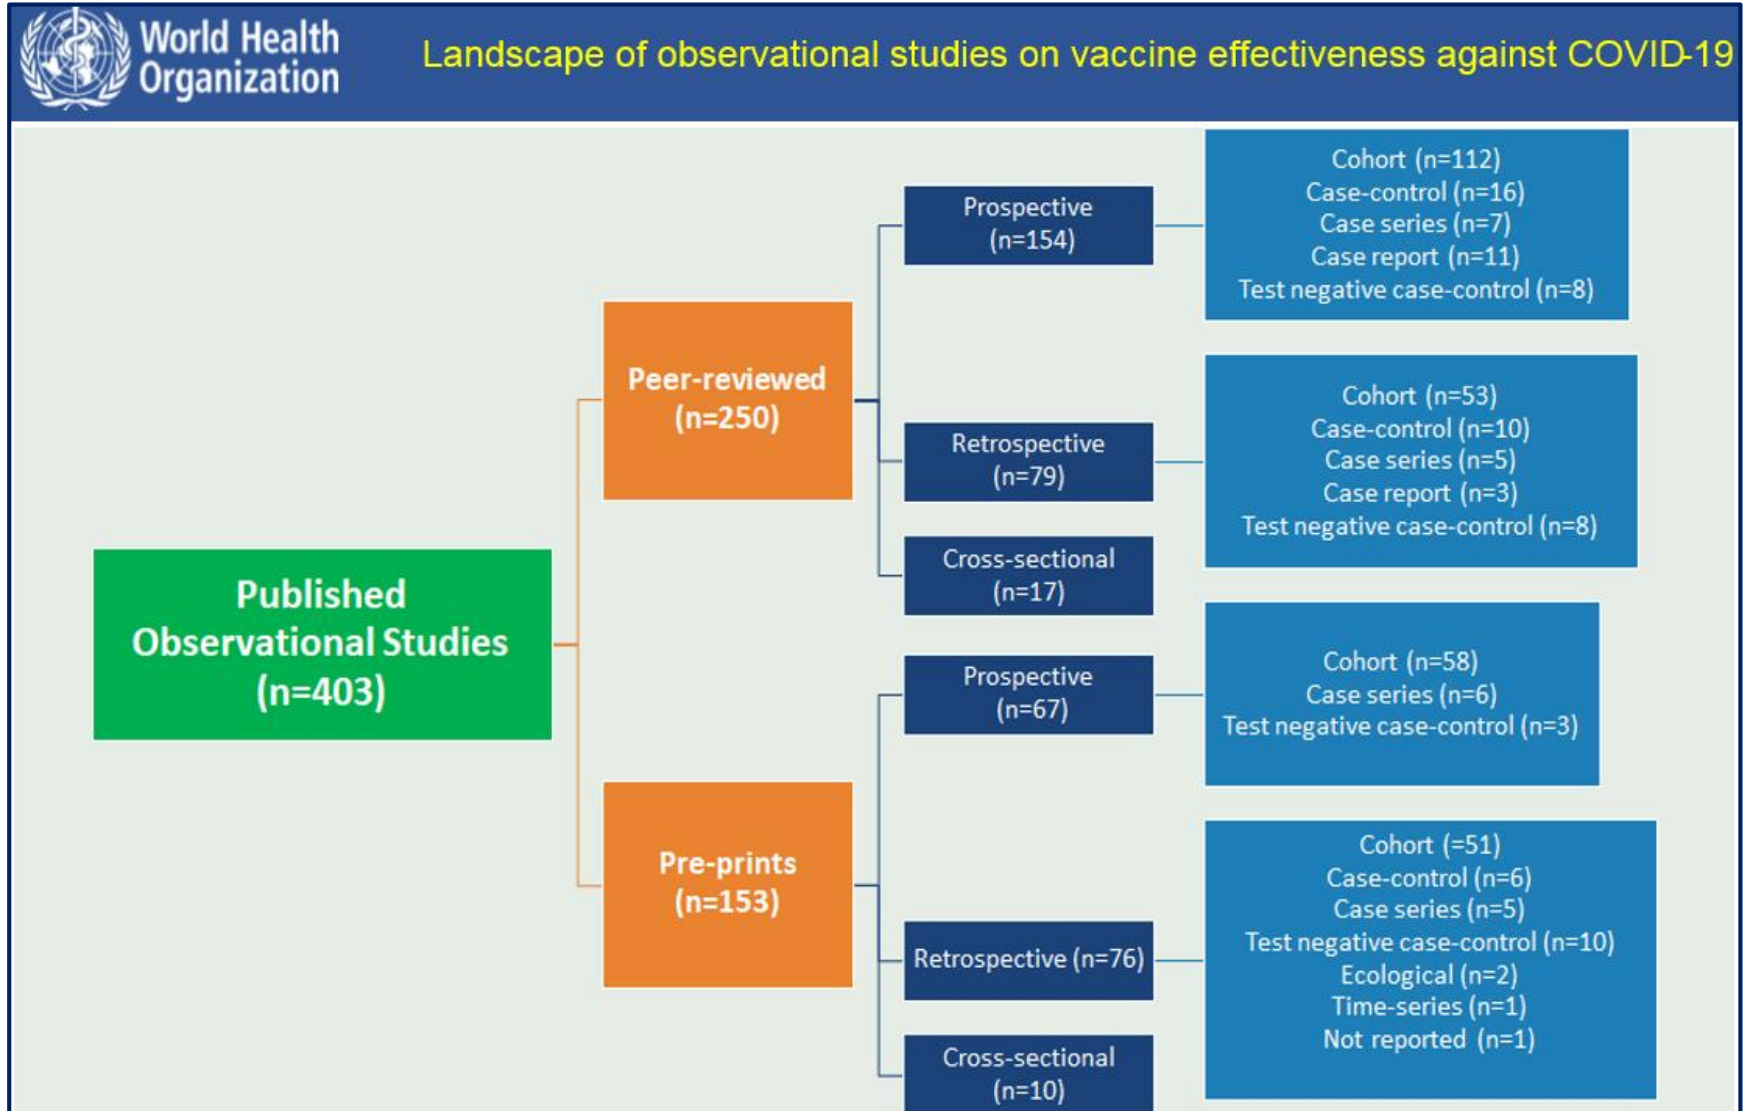 World Health
Organization
Landscape of observational studies on vaccine effectiveness against COVID-19
Published
Observational Studies
(n=403)
Peer-reviewed
(n=250)
Prospective
(n=154)
Cohort (n=112)
Case-control (n=16)
Case series (n=7)
Case report (n=11)
Test negative case-control (n=8)
Retrospective
(n=79)
Cohort (n=53)
Case-control (n=10)
Case series (n=5)
Case report (n=3)
Test negative case-control (n=8)
Cross-sectional
(n=17)
Pre-prints
(n=153)
Prospective
(n=67)
Cohort (n=58)
Case series (n=6)
Test negative case-control (n=3)
Retrospective (n=76)
Cohort (=51)
Case-control (n=6)
Case series (n=5)
Test negative case-control (n=10)
Ecological (n=2)
Time-series (n=1)
Not reported (n=1)
Cross-sectional
(n=10)